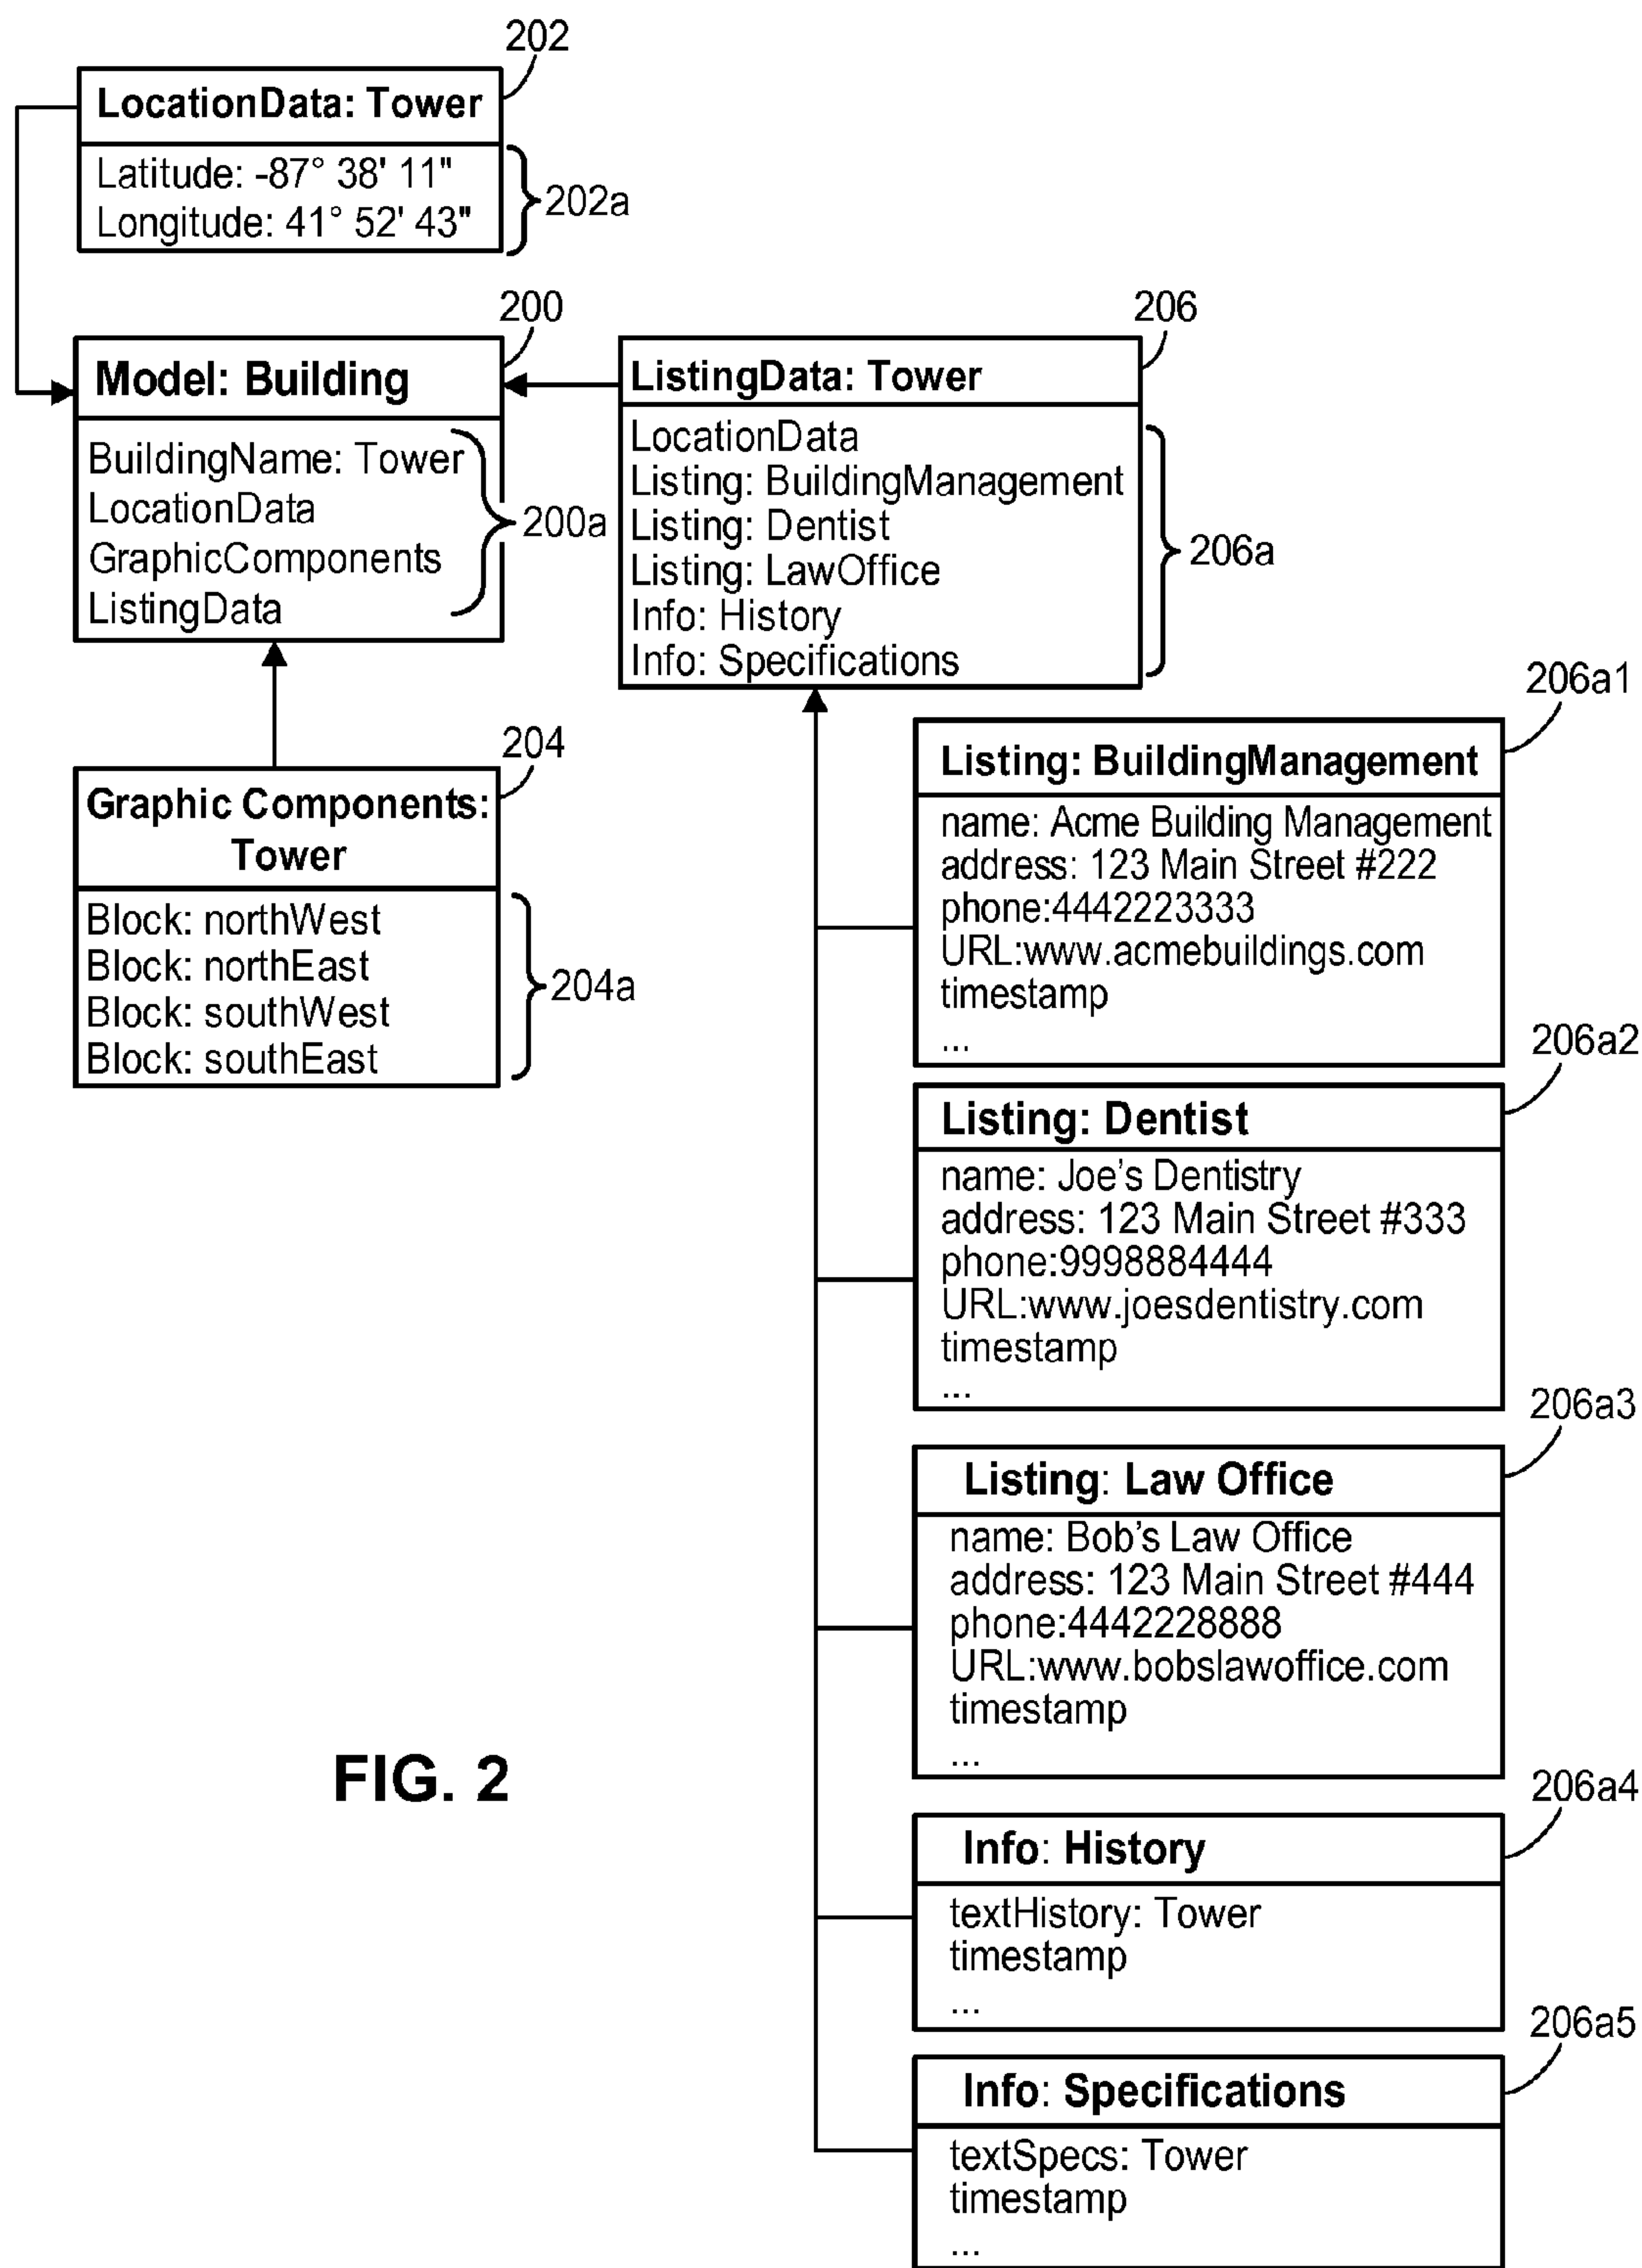 202
LocationData: Tower
Latitude: -87° 38' 11"
Longitude: 41° 52' 43"
202a
200
Model: Building
BuildingName: Tower
LocationData
GraphicComponents
ListingData
200a
206
ListingData: Tower
LocationData
Listing: BuildingManagement
Listing: Dentist
Listing: LawOffice
Info: History
Info: Specifications
206a
204
Graphic Components:
Tower
Block: northWest
Block: northEast
Block: southWest
Block: southEast
204a
206a1
Listing: BuildingManagement
name: Acme Building Management
address: 123 Main Street #222
phone:4442223333
URL:www.acmebuildings.com
timestamp
...
206a2
Listing: Dentist
name: Joe’s Dentistry
address: 123 Main Street #333
phone:9998884444
URL:www.joesdentistry.com
timestamp
...
206a3
Listing: Law Office
name: Bob’s Law Office
address: 123 Main Street #444
phone:4442228888
URL:www.bobslawoffice.com
timestamp
...
206a4
Info: History
textHistory: Tower
timestamp
...
206a5
Info: Specifications
textSpecs: Tower
timestamp
...
FIG. 2